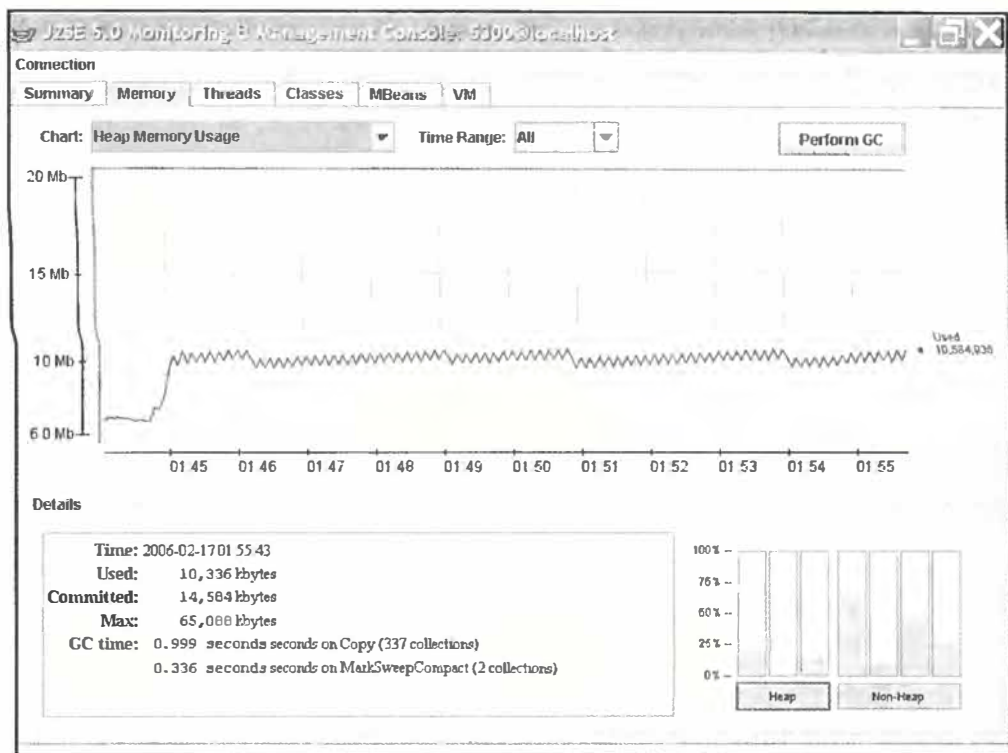 J2SE 5.0 Monitoring & Management Console: 5300@localhost
Connection
Summary Memory Threads Classes MBeans VM
Chart: Heap Memory Usage Time Range: All Perform GC
20 Mb
15 Mb
10 Mb
6.0 Mb
Used
10,584,936
01:45 01:46 01:47 01:48 01:49 01:50 01:51 01:52 01:53 01:54 01:55
Details
Time: 2006-02-17 01:55:43
Used: 10,336 kbytes
Committed: 14,584 kbytes
Max: 65,088 kbytes
GC time: 0.999 seconds seconds on Copy (337 collections)
0.336 seconds seconds on MarkSweepCompact (2 collections)
100% --
75% --
50% --
25% --
0% --
Heap Non-Heap